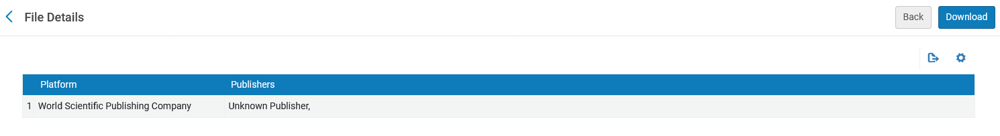 File Details
Back
Download
Platform Publishers
1 World Scientific Publishing Company Unknown Publisher,